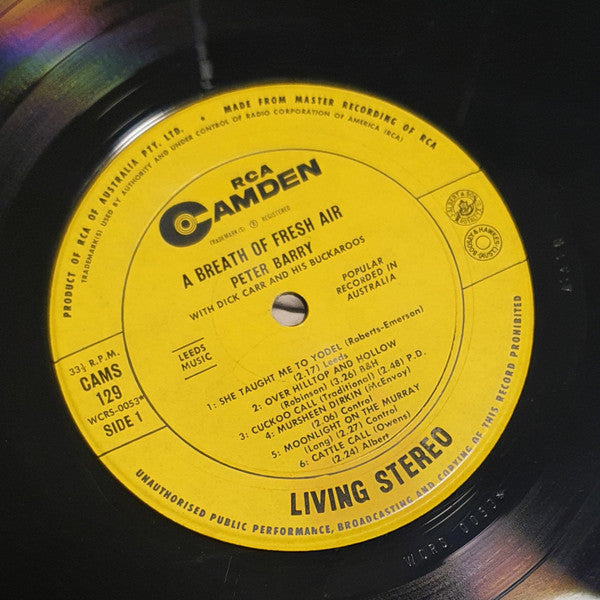 PRODUCT OF RCA OF AUSTRALIA PTY. LTD. • MADE FROM MASTER RECORDING OF RCA
TRADEMARK(S) USED BY AUTHORITY AND UNDER CONTROL OF RADIO CORPORATION OF AMERICA (RCA)
RCA
CAMDEN
TRADEMARK(S) ® REGISTERED
A BREATH OF FRESH AIR
PETER BARRY
WITH DICK CARR AND HIS BUCKAROOS
LEEDS
MUSIC
POPULAR
RECORDED IN
AUSTRALIA
BOOSEY & HAWKES
33⅓ R.P.M.
CAMS
129
WCRS-0053*
SIDE 1
1: SHE TAUGHT ME TO YODEL (Roberts-Emerson)
(2.17) Leeds
2: OVER HILLTOP AND HOLLOW
(Robinson) (3.26) B&H
3: CUCKOO CALL (Traditional) (2.48) P.D.
4: MURSHEEN DIRKIN (McEnvoy)
(2.06) Control
5: MOONLIGHT ON THE MURRAY
(Long) (2.27) Control
6: CATTLE CALL (Owens)
(2.24) Albert
LIVING STEREO
UNAUTHORISED PUBLIC PERFORMANCE, BROADCASTING AND COPYING OF THIS RECORD PROHIBITED